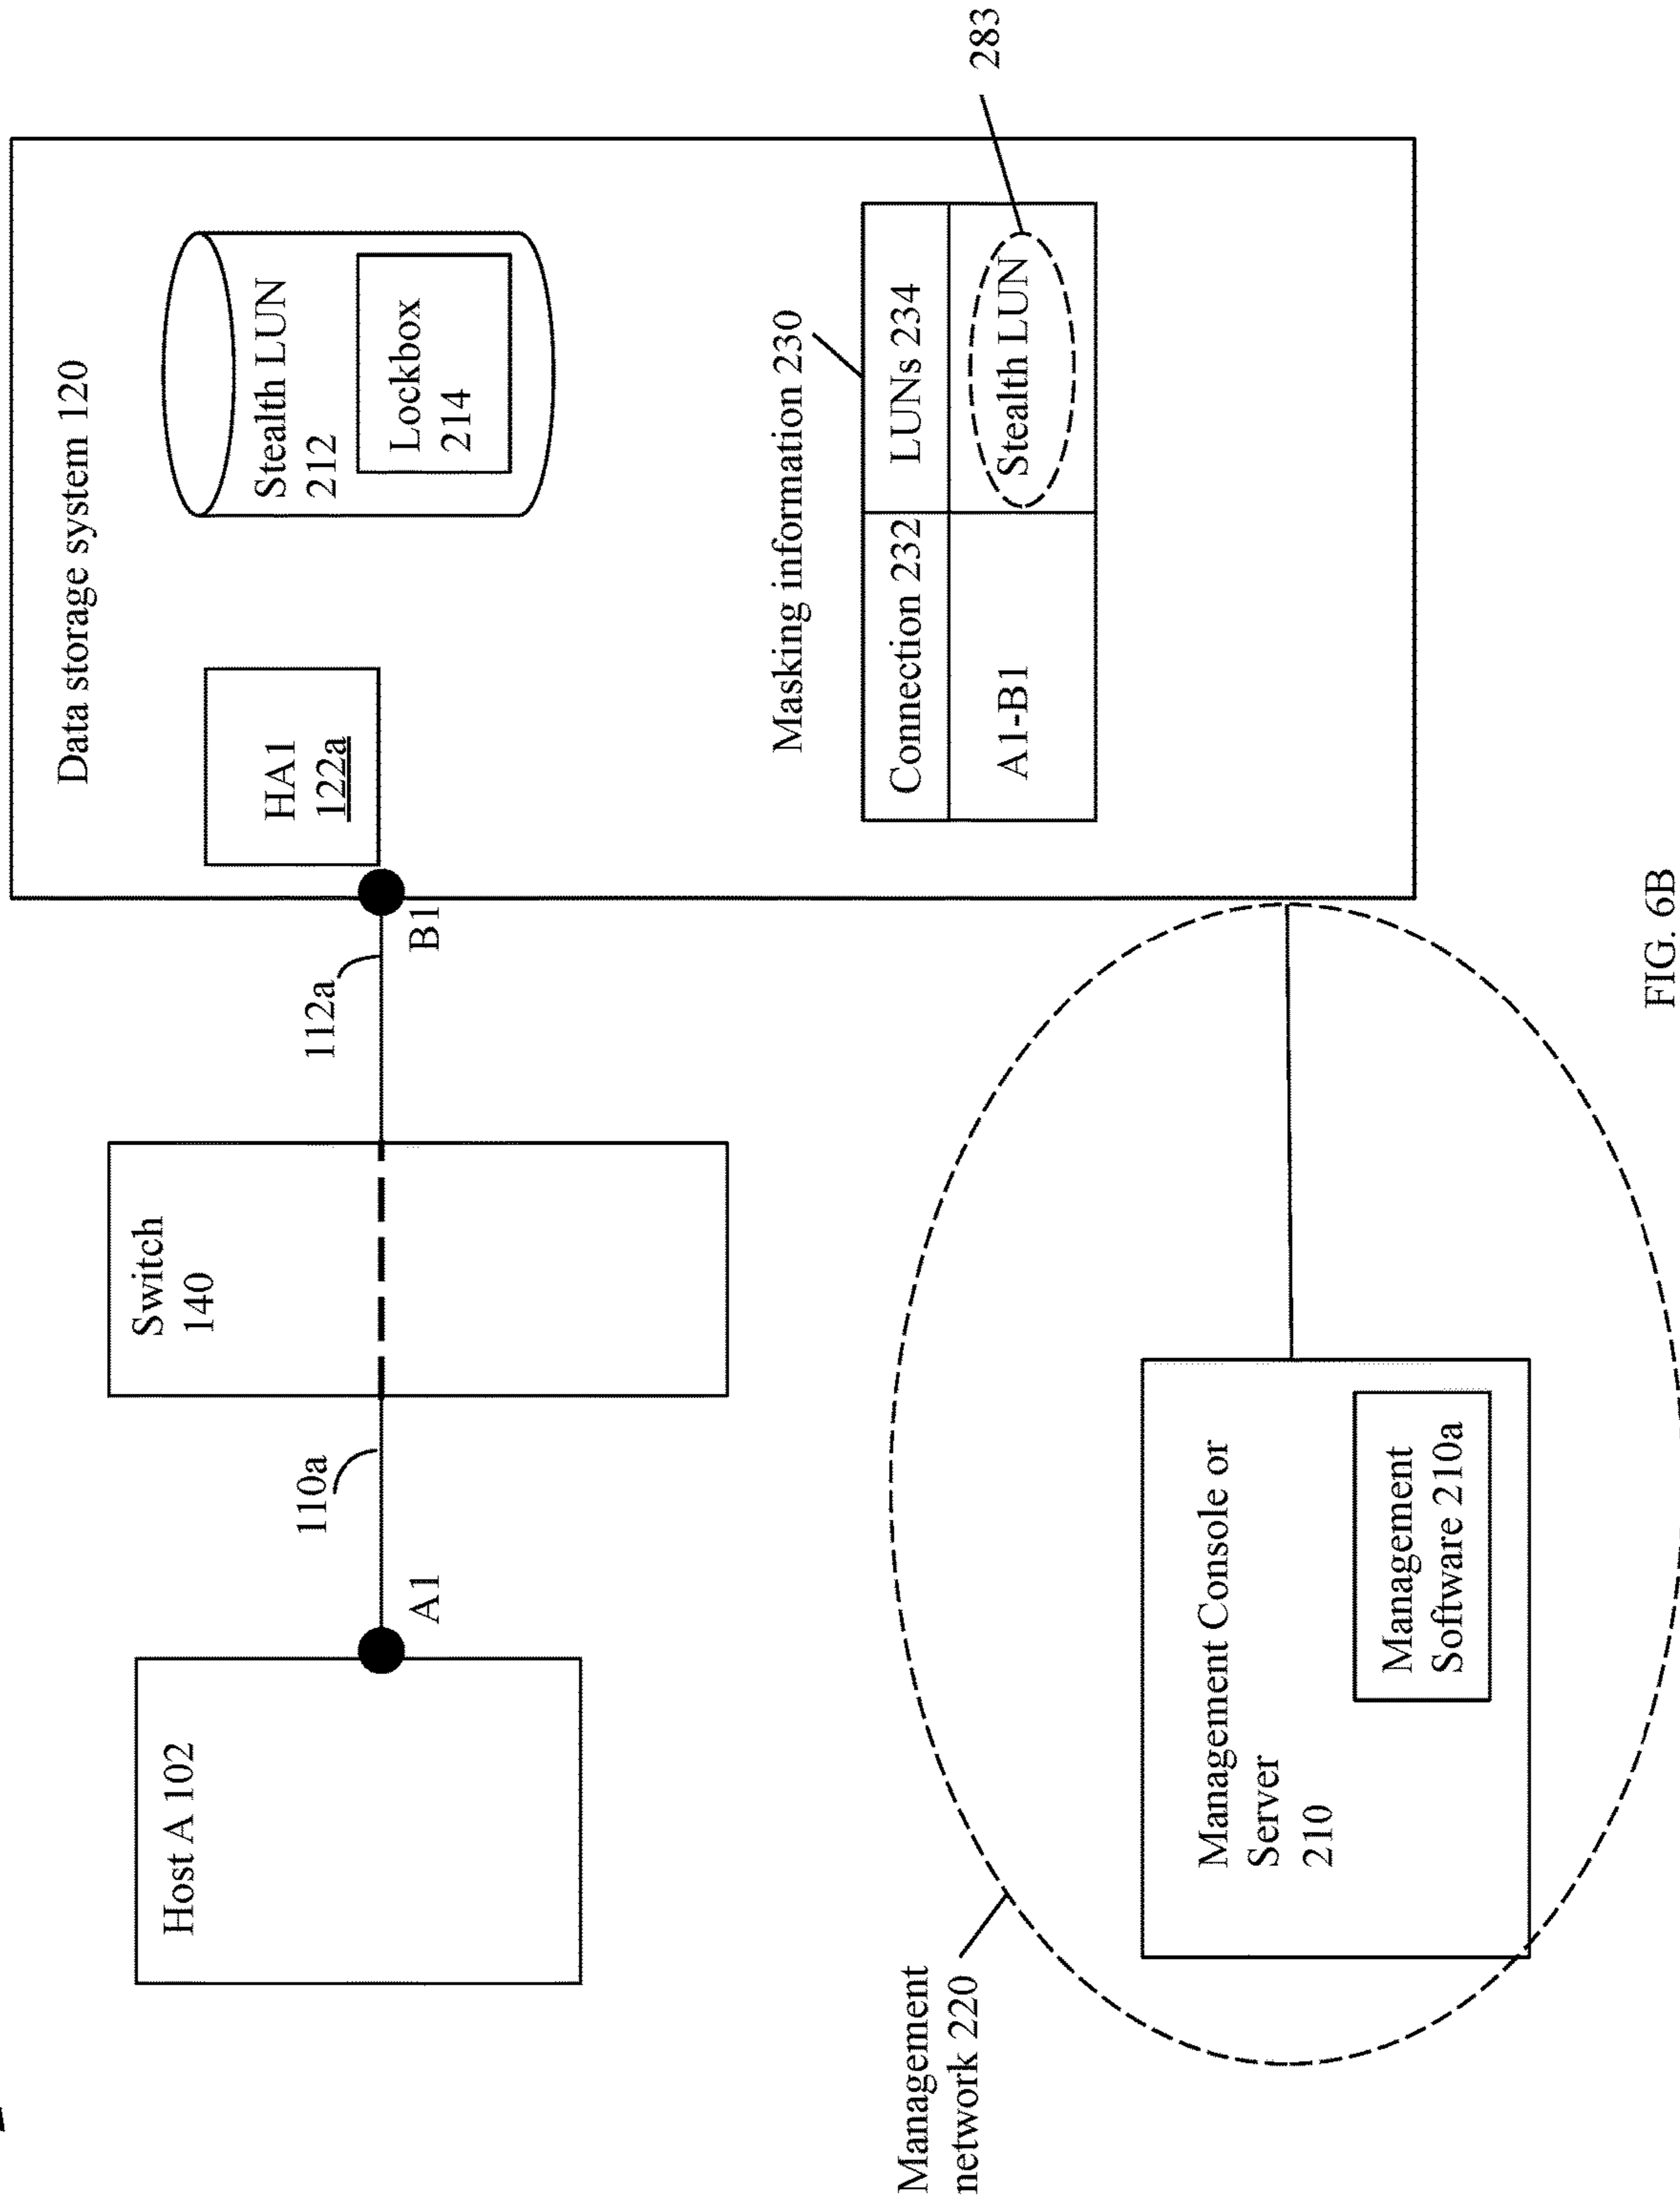 Data storage system 120
Host A 102
A1
110a
Switch
140
112a
B1
HA1
122a
Stealth LUN
212
Lockbox
214
Masking information 230
Connection 232
LUNs 234
A1-B1
Stealth LUN
283
Management
network 220
Management Console or
Server
210
Management
Software 210a
FIG. 6B